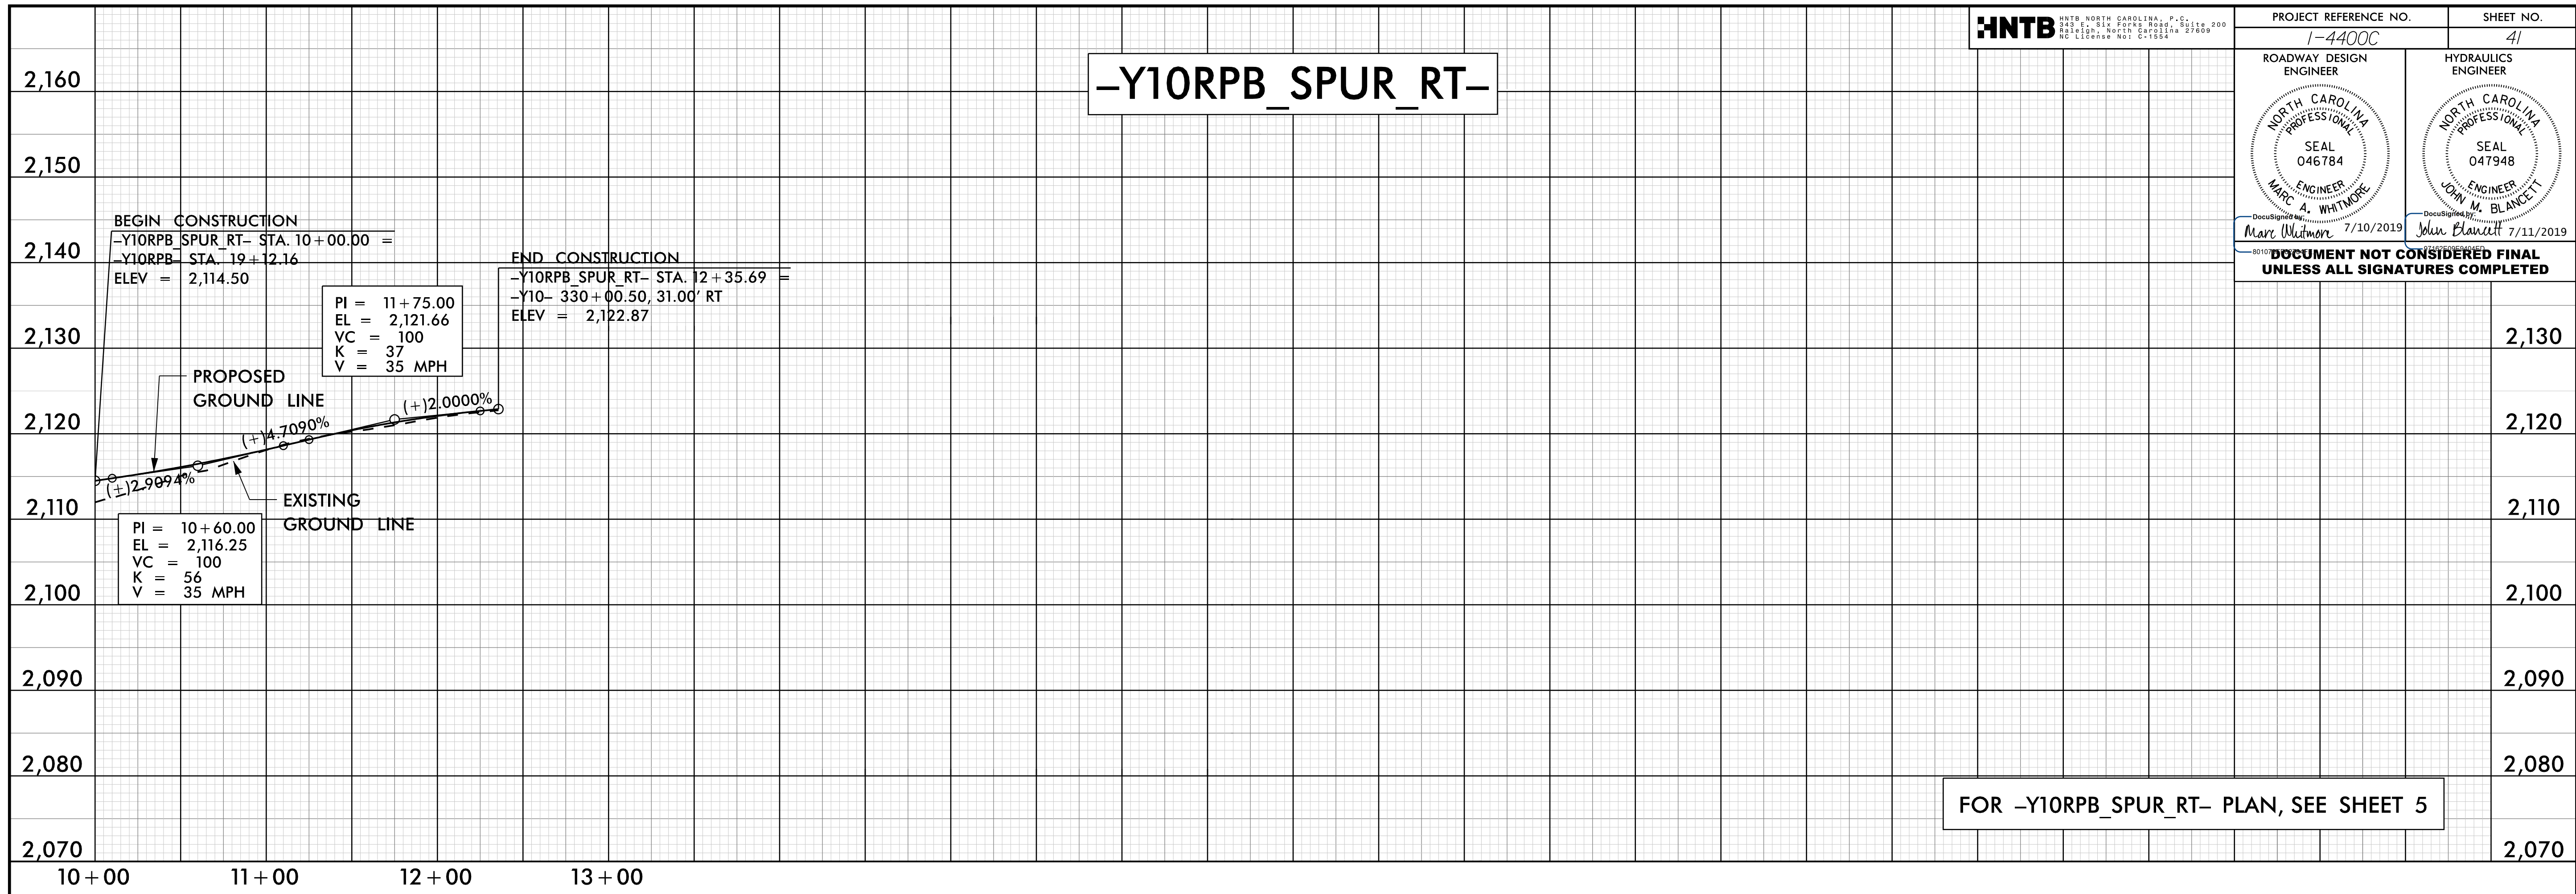 HNTB
HNTB NORTH CAROLINA, P.C.
343 E. Six Forks Road, Suite 200
Raleigh, North Carolina 27609
NC License No: C-1554
PROJECT REFERENCE NO.
SHEET NO.
I-4400C
41
ROADWAY DESIGN
ENGINEER
HYDRAULICS
ENGINEER
NORTH CAROLINA
PROFESSIONAL
SEAL
046784
ENGINEER
MARC A. WHITMORE
NORTH CAROLINA
PROFESSIONAL
SEAL
047948
ENGINEER
JOHN M. BLANCETT
DocuSigned by:
Marc Whitmore 7/10/2019
DocuSigned by:
John Blancett 7/11/2019
DOCUMENT NOT CONSIDERED FINAL
UNLESS ALL SIGNATURES COMPLETED
–Y10RPB_SPUR_RT–
2,160
2,150
2,140
2,130
2,120
2,110
2,100
2,090
2,080
2,070
BEGIN CONSTRUCTION
–Y10RPB_SPUR_RT– STA. 10+00.00 =
–Y10RPB– STA. 19+12.16
ELEV = 2,114.50
END CONSTRUCTION
–Y10RPB_SPUR_RT– STA. 12+35.69 =
–Y10– 330+00.50, 31.00' RT
ELEV = 2,122.87
PI = 11+75.00
EL = 2,121.66
VC = 100
K = 37
V = 35 MPH
PROPOSED
GROUND LINE
(+)2.9094%
(+)4.7090%
(+)2.0000%
EXISTING
GROUND LINE
PI = 10+60.00
EL = 2,116.25
VC = 100
K = 56
V = 35 MPH
2,130
2,120
2,110
2,100
2,090
2,080
2,070
FOR –Y10RPB_SPUR_RT– PLAN, SEE SHEET 5
10+00
11+00
12+00
13+00